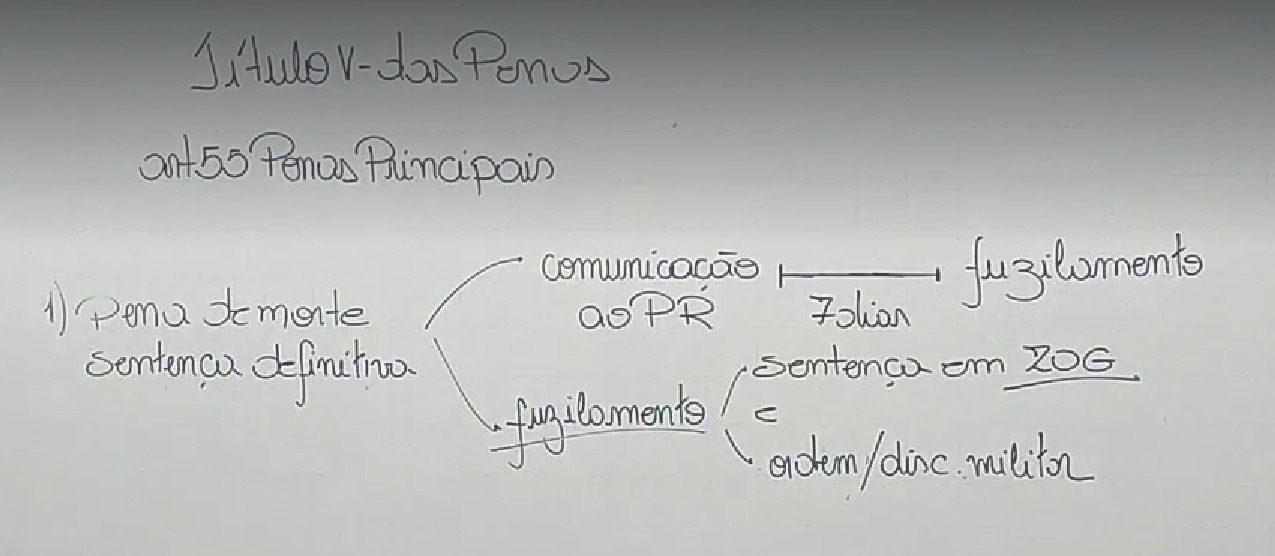 Título V - das Penas
art 55 Penas Principais
1) Pena de morte
sentença definitiva
comunicação
ao PR
7 dias
fuzilamento
fuzilamento
sentença em ZOG
e
ordem/disc. militar